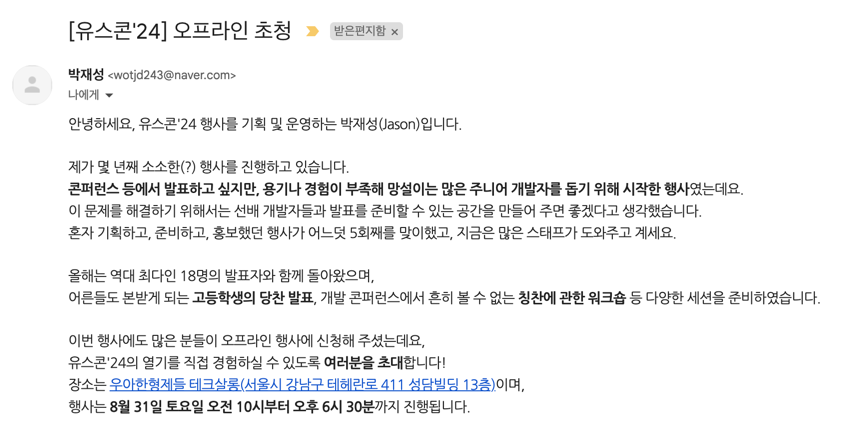 [유스콘'24] 오프라인 초청
받은편지함 ×
박재성 <wotjd243@naver.com>
나에게
안녕하세요, 유스콘'24 행사를 기획 및 운영하는 박재성(Jason)입니다.
제가 몇 년째 소소한(?) 행사를 진행하고 있습니다.
콘퍼런스 등에서 발표하고 싶지만, 용기나 경험이 부족해 망설이는 많은 주니어 개발자를 돕기 위해 시작한 행사였는데요.
이 문제를 해결하기 위해서는 선배 개발자들과 발표를 준비할 수 있는 공간을 만들어 주면 좋겠다고 생각했습니다.
혼자 기획하고, 준비하고, 홍보했던 행사가 어느덧 5회째를 맞이했고, 지금은 많은 스태프가 도와주고 계세요.
올해는 역대 최다인 18명의 발표자와 함께 돌아왔으며,
어른들도 본받게 되는 고등학생의 당찬 발표, 개발 콘퍼런스에서 흔히 볼 수 없는 칭찬에 관한 워크숍 등 다양한 세션을 준비하였습니다.
이번 행사에도 많은 분들이 오프라인 행사에 신청해 주셨는데요,
유스콘'24의 열기를 직접 경험하실 수 있도록 여러분을 초대합니다!
장소는 우아한형제들 테크살롱(서울시 강남구 테헤란로 411 성담빌딩 13층)이며,
행사는 8월 31일 토요일 오전 10시부터 오후 6시 30분까지 진행됩니다.